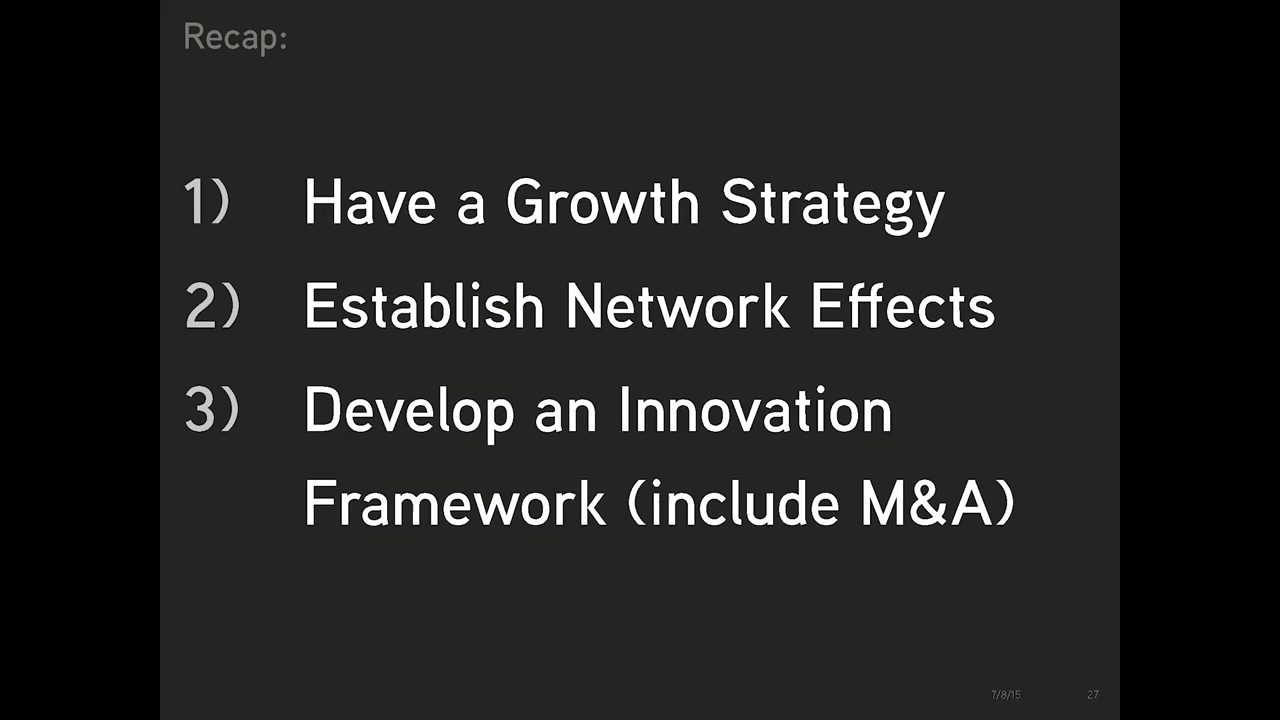 Recap:
1) Have a Growth Strategy
2) Establish Network Effects
3) Develop an Innovation
Framework (include M&A)
7/8/15 27